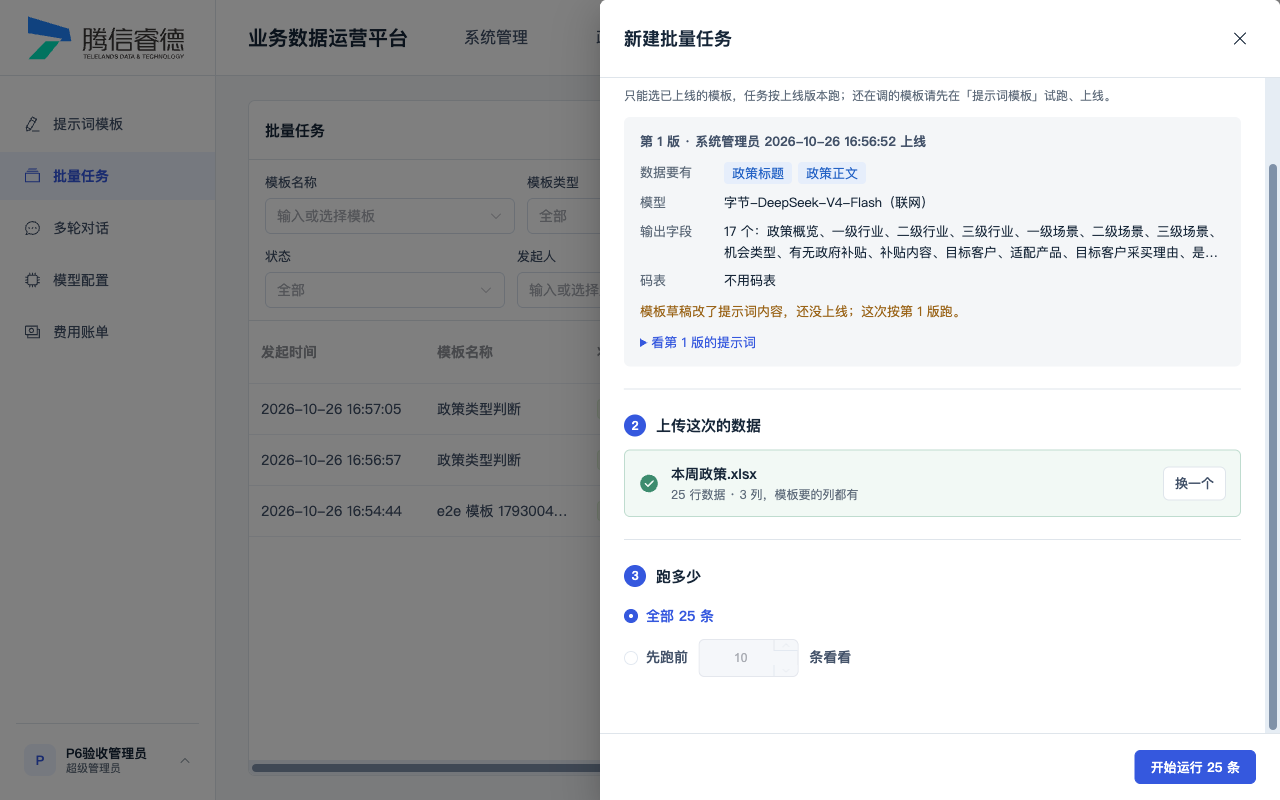 腾信睿德
TELELANDS DATA & TECHNOLOGY
业务数据运营平台
系统管理
提示词模板
批量任务
多轮对话
模型配置
费用账单
P
P6验收管理员
超级管理员
批量任务
模板名称
模板类型
输入或选择模板
全部
状态
发起人
全部
输入或选择
发起时间
模板名称
2026-10-26 16:57:05
政策类型判断
2026-10-26 16:56:57
政策类型判断
2026-10-26 16:54:44
e2e 模板 1793004...
新建批量任务
只能选已上线的模板，任务按上线版本跑；还在调的模板请先在「提示词模板」试跑、上线。
第 1 版 · 系统管理员 2026-10-26 16:56:52 上线
数据要有
政策标题
政策正文
模型
字节-DeepSeek-V4-Flash（联网）
输出字段
17 个：政策概览、一级行业、二级行业、三级行业、一级场景、二级场景、三级场景、
机会类型、有无政府补贴、补贴内容、目标客户、适配产品、目标客户采买理由、是...
码表
不用码表
模板草稿改了提示词内容，还没上线；这次按第 1 版跑。
看第 1 版的提示词
2
上传这次的数据
本周政策.xlsx
25 行数据 · 3 列，模板要的列都有
换一个
3
跑多少
全部 25 条
先跑前
10
条看看
开始运行 25 条